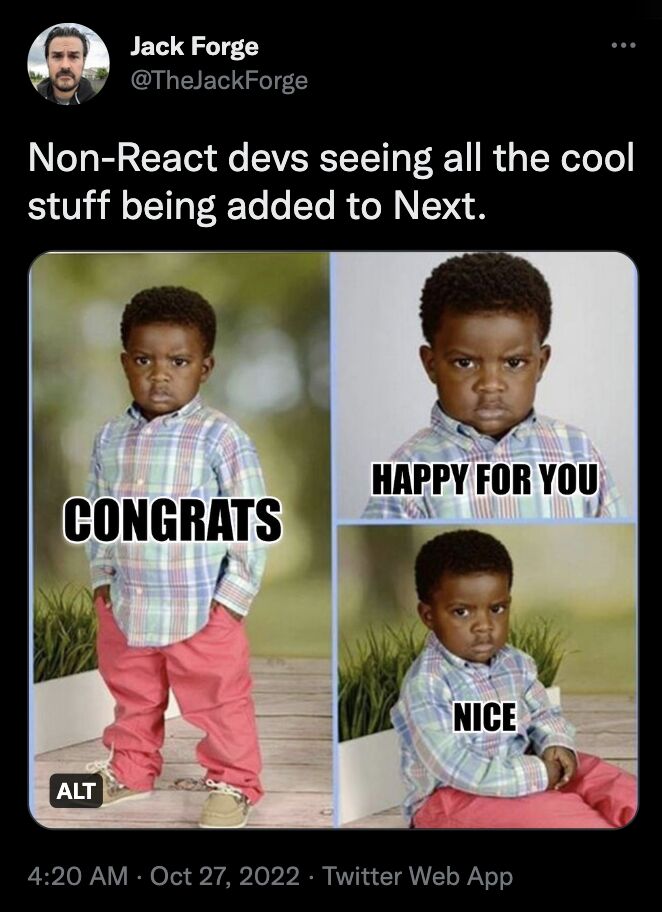 Jack Forge
@TheJackForge
Non-React devs seeing all the cool
stuff being added to Next.
CONGRATS
HAPPY FOR YOU
NICE
ALT
4:20 AM · Oct 27, 2022 · Twitter Web App